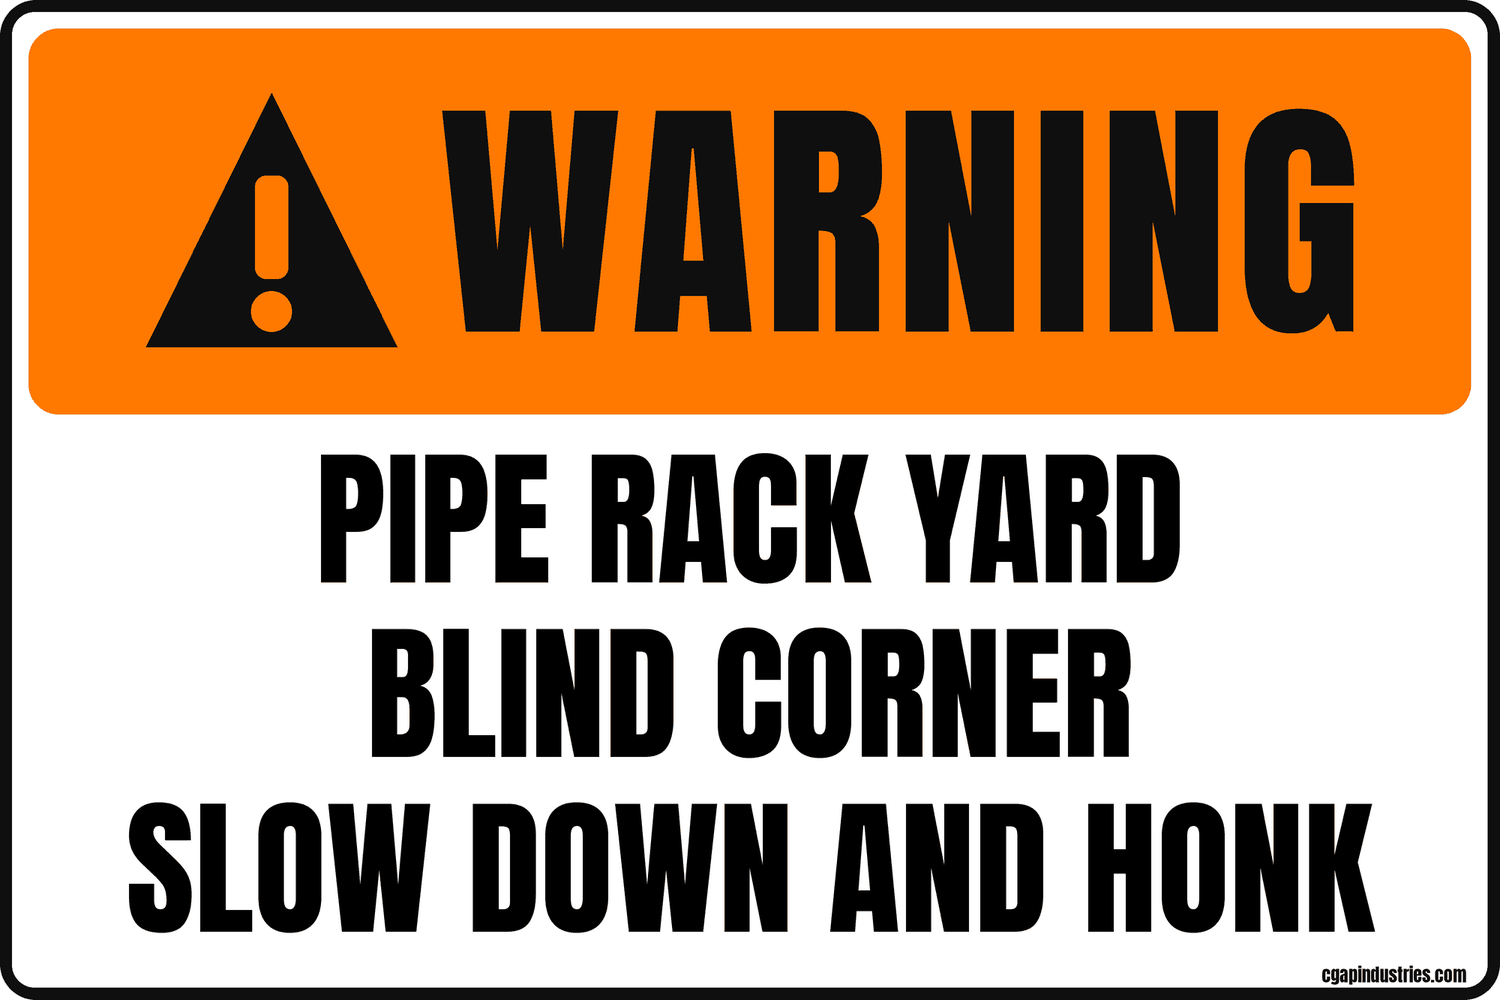 WARNING
PIPE RACK YARD
BLIND CORNER
SLOW DOWN AND HONK
cgapindustries.com